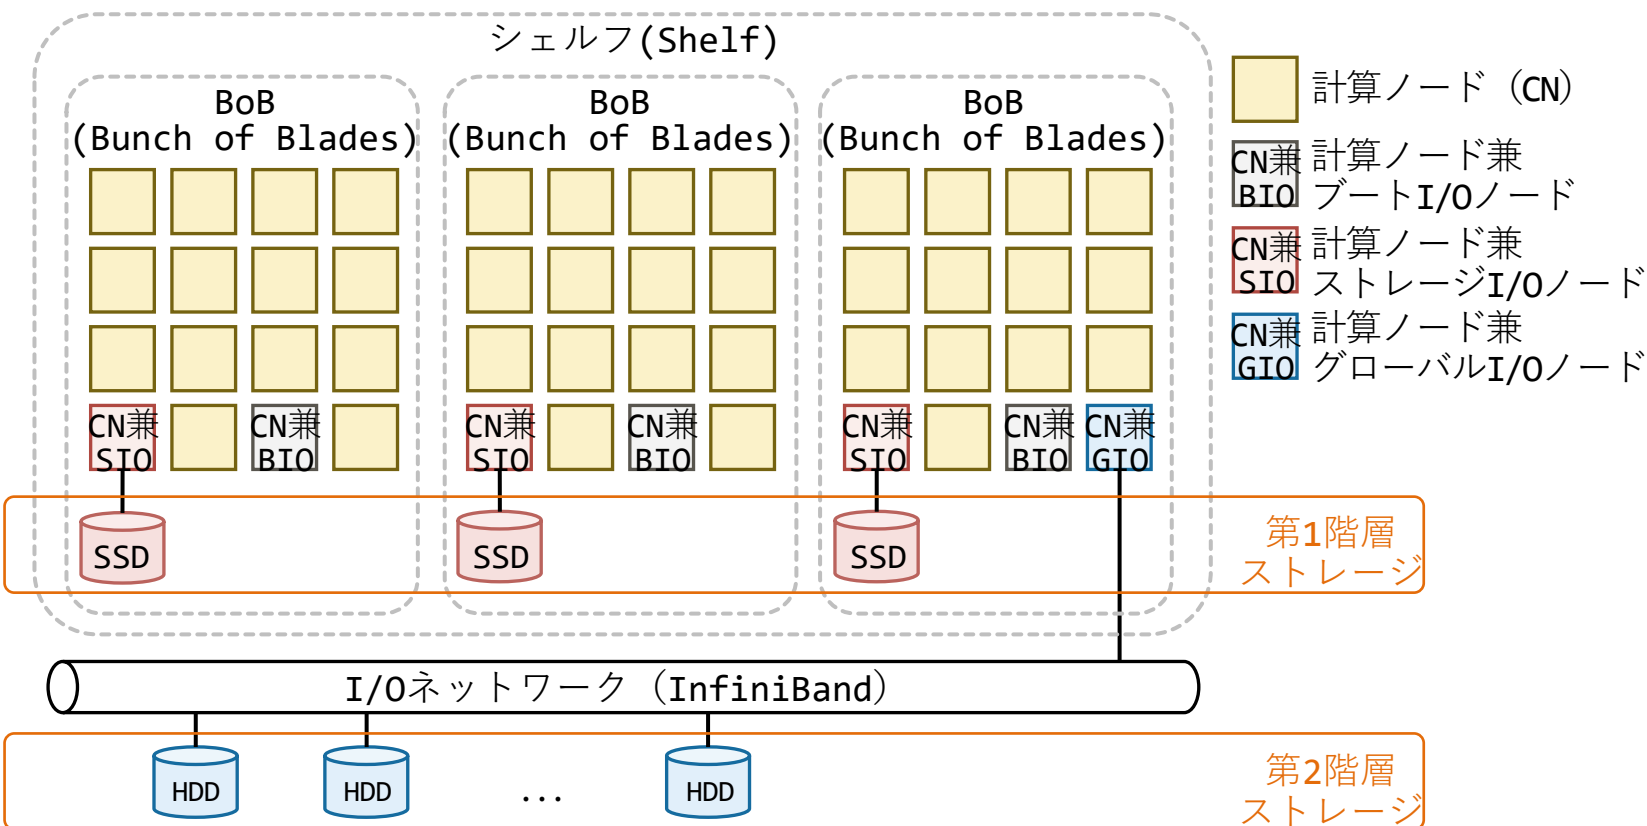 シェルフ(Shelf)
BoB
(Bunch of Blades)
BoB
(Bunch of Blades)
BoB
(Bunch of Blades)
CN兼
SIO
CN兼
BIO
CN兼
SIO
CN兼
BIO
CN兼
SIO
CN兼
BIO
CN兼
GIO
SSD
SSD
SSD
第1階層
ストレージ
I/Oネットワーク（InfiniBand）
HDD
HDD
...
HDD
第2階層
ストレージ
計算ノード（CN）
CN兼
BIO
計算ノード兼
ブートI/Oノード
CN兼
SIO
計算ノード兼
ストレージI/Oノード
CN兼
GIO
計算ノード兼
グローバルI/Oノード